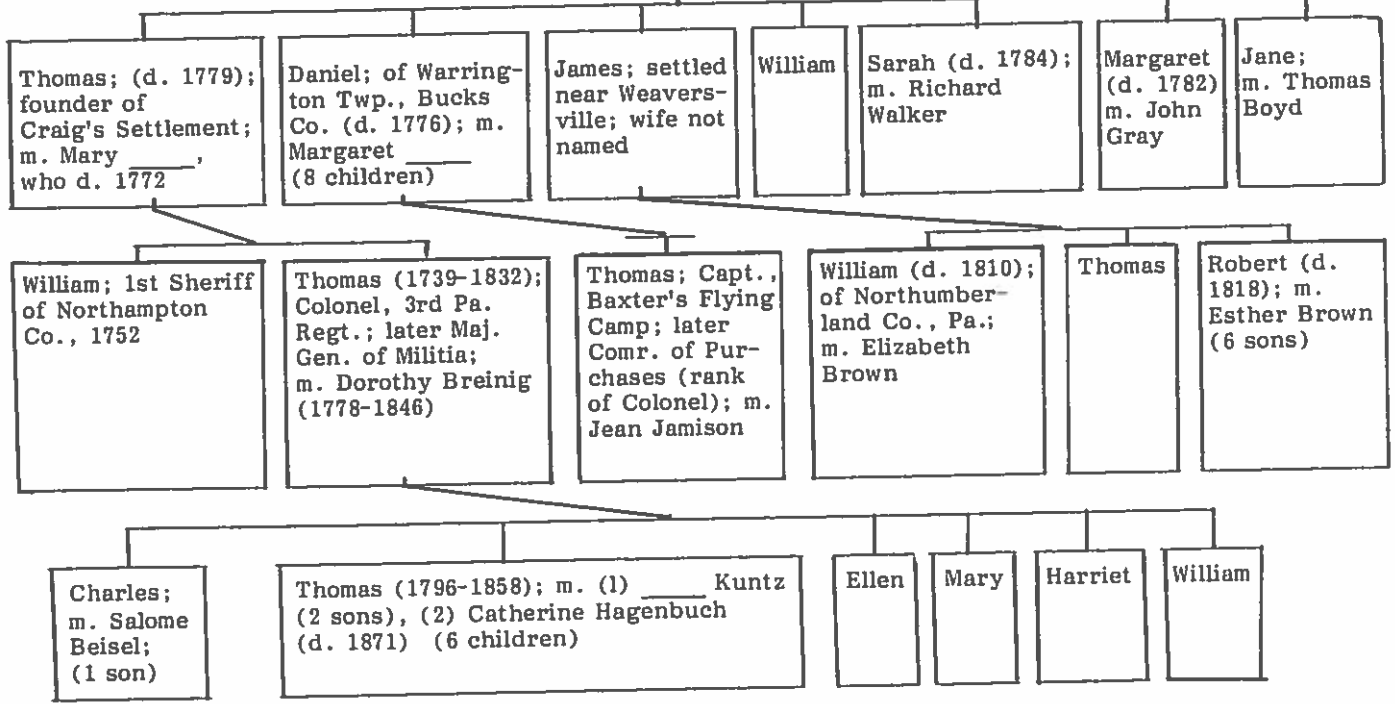 Thomas; (d. 1779);
founder of
Craig's Settlement;
m. Mary _____,
who d. 1772
Daniel; of Warring-
ton Twp., Bucks
Co. (d. 1776); m.
Margaret _____
(8 children)
James; settled
near Weavers-
ville; wife not
named
William
Sarah (d. 1784);
m. Richard
Walker
Margaret
(d. 1782)
m. John
Gray
Jane;
m. Thomas
Boyd
William; 1st Sheriff
of Northampton
Co., 1752
Thomas (1739-1832);
Colonel, 3rd Pa.
Regt.; later Maj.
Gen. of Militia;
m. Dorothy Breinig
(1778-1846)
Thomas; Capt.,
Baxter's Flying
Camp; later
Comr. of Pur-
chases (rank
of Colonel); m.
Jean Jamison
William (d. 1810);
of Northumber-
land Co., Pa.;
m. Elizabeth
Brown
Thomas
Robert (d.
1818); m.
Esther Brown
(6 sons)
Charles;
m. Salome
Beisel;
(1 son)
Thomas (1796-1858); m. (1) _____ Kuntz
(2 sons), (2) Catherine Hagenbuch
(d. 1871) (6 children)
Ellen
Mary
Harriet
William